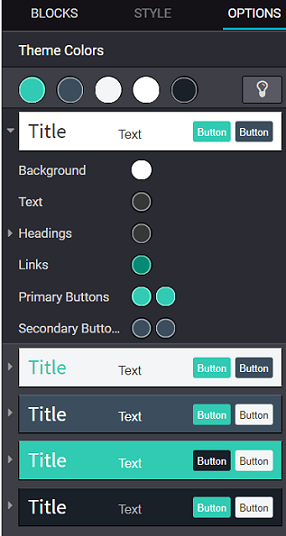 BLOCKS STYLE OPTIONS
Theme Colors
Title Text Button Button
Background
Text
Headings
Links
Primary Buttons
Secondary Butto...
Title Text Button Button
Title Text Button Button
Title Text Button Button
Title Text Button Button